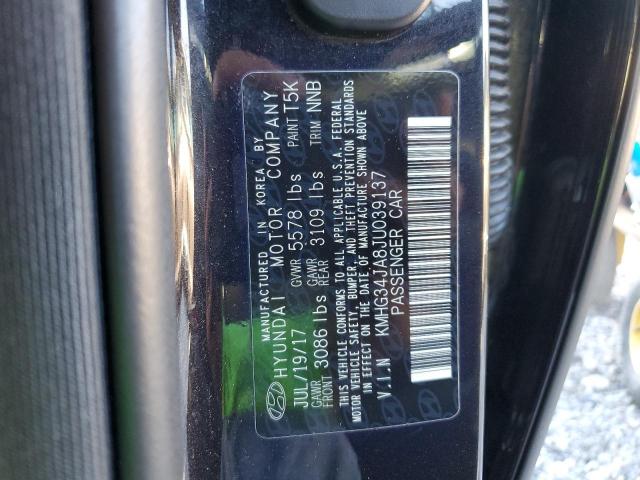 MANUFACTURED IN KOREA BY
HYUNDAI MOTOR COMPANY
JUL/19/17 GVWR 5578 lbs PAINT T5K
GAWR FRONT 3086 lbs GAWR REAR 3109 lbs TRIM NNB
THIS VEHICLE CONFORMS TO ALL APPLICABLE U.S.A. FEDERAL
MOTOR VEHICLE SAFETY, BUMPER, AND THEFT PREVENTION STANDARDS
IN EFFECT ON THE DATE OF MANUFACTURE SHOWN ABOVE
V.I.N KMHG34JA8JU039137
PASSENGER CAR